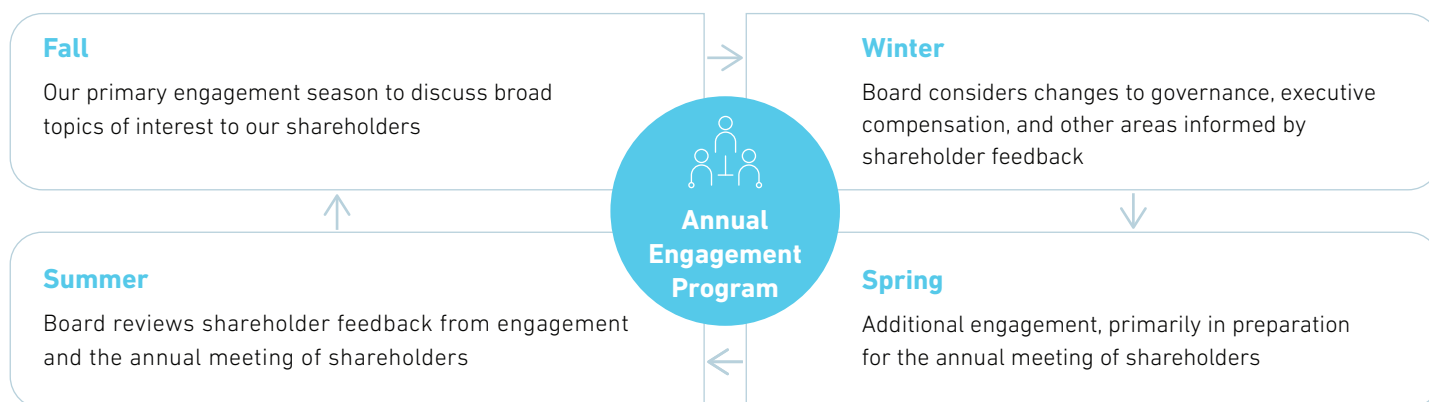 Fall
Our primary engagement season to discuss broad
topics of interest to our shareholders
Winter
Board considers changes to governance, executive
compensation, and other areas informed by
shareholder feedback
Annual
Engagement
Program
Summer
Board reviews shareholder feedback from engagement
and the annual meeting of shareholders
Spring
Additional engagement, primarily in preparation
for the annual meeting of shareholders